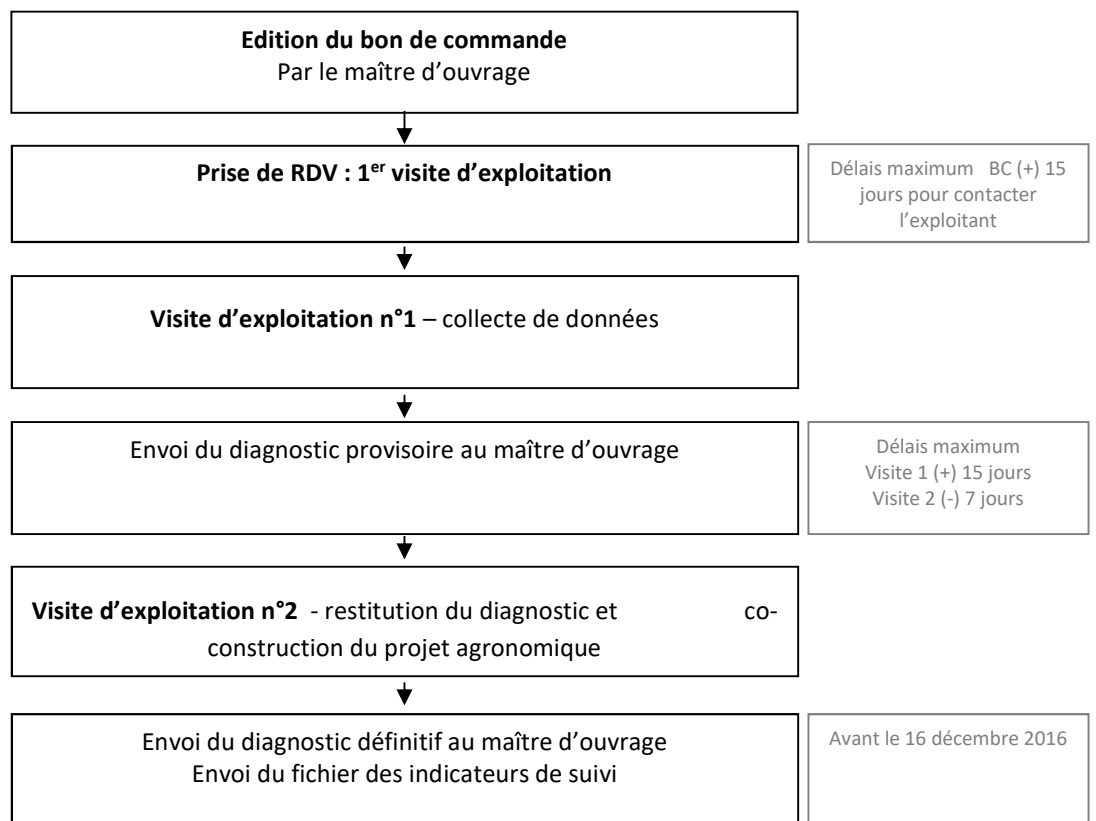 Edition du bon de commande
Par le maître d’ouvrage
Prise de RDV : 1er visite d’exploitation
Délais maximum BC (+) 15
jours pour contacter
l’exploitant
Visite d’exploitation n°1 – collecte de données
Envoi du diagnostic provisoire au maître d’ouvrage
Délais maximum
Visite 1 (+) 15 jours
Visite 2 (-) 7 jours
Visite d’exploitation n°2 - restitution du diagnostic et co-
construction du projet agronomique
Envoi du diagnostic définitif au maître d’ouvrage
Envoi du fichier des indicateurs de suivi
Avant le 16 décembre 2016